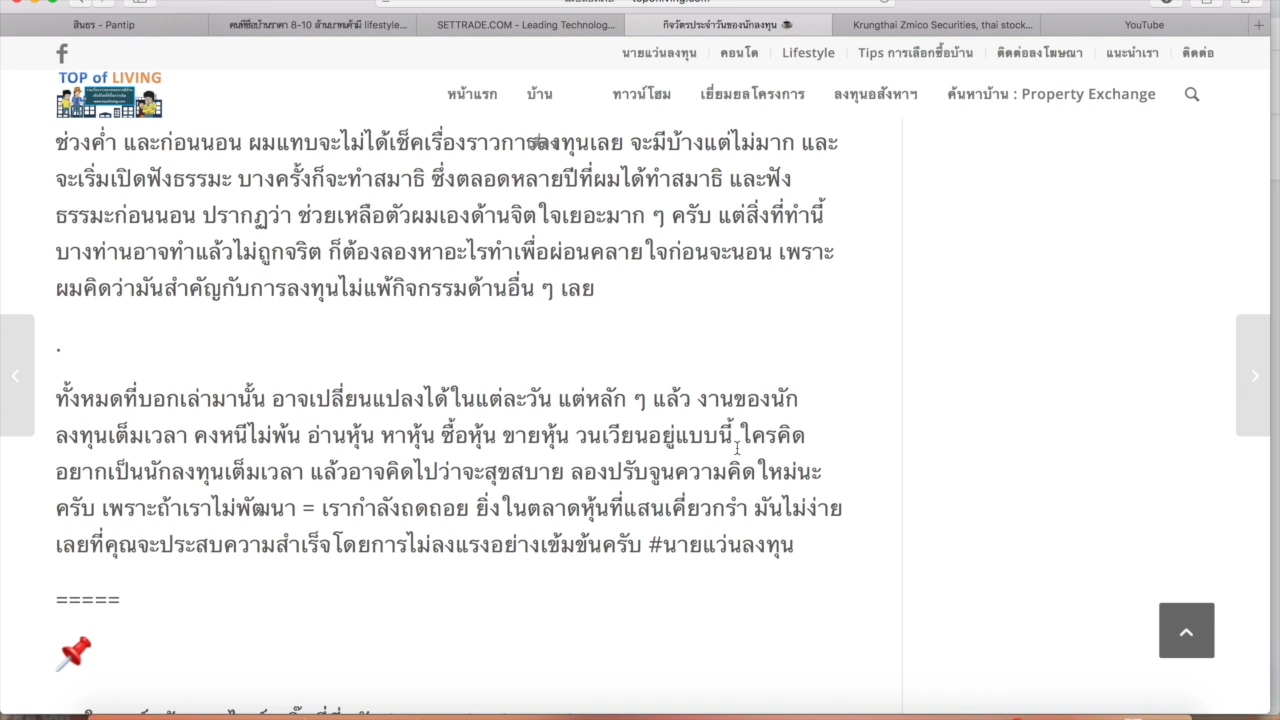 สินธร - Pantip
คนที่ซื้อบ้านราคา 8-10 ล้านบาทค้ามี lifestyle...
SETTRADE.COM - Leading Technolog...
กิจวัตรประจำวันของนักลงทุน ☕
Krungthai Zmico Securities, thai stock...
YouTube
นายแว่นลงทุน
คอนโด
Lifestyle
Tips การเลือกซื้อบ้าน
ติดต่อลงโฆษณา
แนะนำเรา
ติดต่อ
TOP of LIVING
หน้าแรก
บ้าน
ทาวน์โฮม
เยี่ยมยลโครงการ
ลงทุนอสังหาฯ
ค้นหาบ้าน : Property Exchange
ช่วงค่ำ และก่อนนอน ผมแทบจะไม่ได้เช็คเรื่องราวการลงทุนเลย จะมีบ้างแต่ไม่มาก และ
จะเริ่มเปิดฟังธรรมะ บางครั้งก็จะทำสมาธิ ซึ่งตลอดหลายปีที่ผมได้ทำสมาธิ และฟัง
ธรรมะก่อนนอน ปรากฏว่า ช่วยเหลือตัวผมเองด้านจิตใจเยอะมาก ๆ ครับ แต่สิ่งที่ทำนี้
บางท่านอาจทำแล้วไม่ถูกจริต ก็ต้องลองหาอะไรทำเพื่อผ่อนคลายใจก่อนจะนอน เพราะ
ผมคิดว่ามันสำคัญกับการลงทุนไม่แพ้กิจกรรมด้านอื่น ๆ เลย
.
ทั้งหมดที่บอกเล่ามานั้น อาจเปลี่ยนแปลงได้ในแต่ละวัน แต่หลัก ๆ แล้ว งานของนัก
ลงทุนเต็มเวลา คงหนีไม่พ้น อ่านหุ้น หาหุ้น ซื้อหุ้น ขายหุ้น วนเวียนอยู่แบบนี้ ใครคิด
อยากเป็นนักลงทุนเต็มเวลา แล้วอาจคิดไปว่าจะสุขสบาย ลองปรับจูนความคิดใหม่นะ
ครับ เพราะถ้าเราไม่พัฒนา = เรากำลังถดถอย ยิ่งในตลาดหุ้นที่แสนเคี่ยวกรำ มันไม่ง่าย
เลยที่คุณจะประสบความสำเร็จโดยการไม่ลงแรงอย่างเข้มข้นครับ #นายแว่นลงทุน
=====